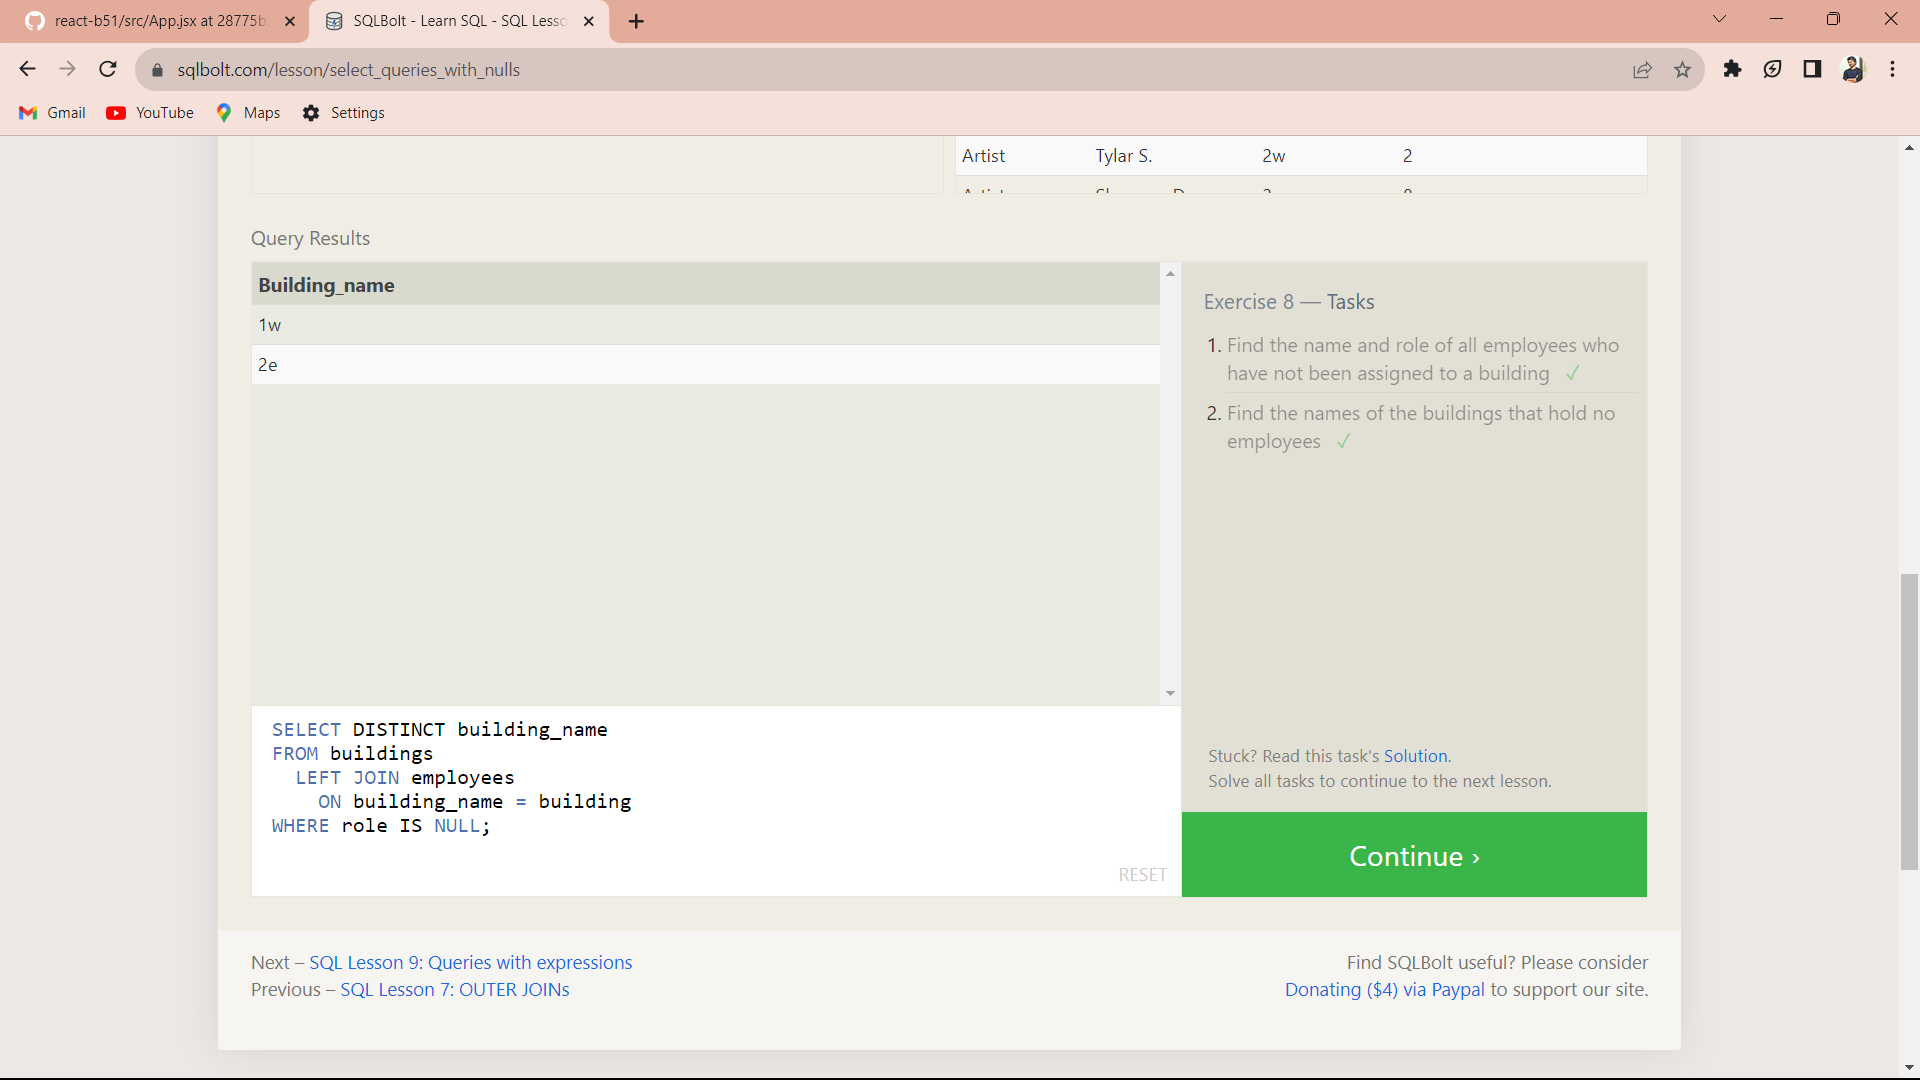 react-b51/src/App.jsx at 28775b
SQLBolt - Learn SQL - SQL Lesso
sqlbolt.com/lesson/select_queries_with_nulls
Gmail YouTube Maps Settings
Artist Tylar S. 2w 2
Query Results
Building_name
1w
2e
Exercise 8 — Tasks
1. Find the name and role of all employees who
have not been assigned to a building ✓
2. Find the names of the buildings that hold no
employees ✓
SELECT DISTINCT building_name
FROM buildings
LEFT JOIN employees
ON building_name = building
WHERE role IS NULL;
RESET
Stuck? Read this task's Solution.
Solve all tasks to continue to the next lesson.
Continue ›
Next – SQL Lesson 9: Queries with expressions
Previous – SQL Lesson 7: OUTER JOINs
Find SQLBolt useful? Please consider
Donating ($4) via Paypal to support our site.